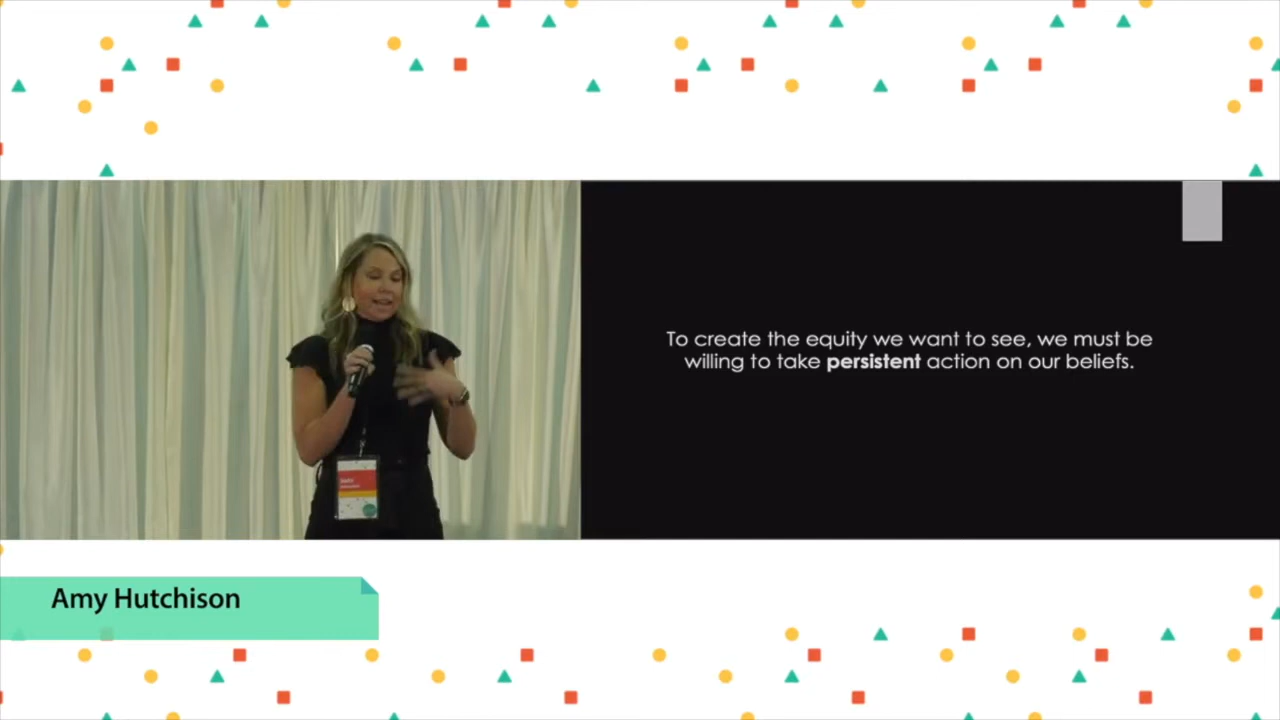 To create the equity we want to see, we must be
willing to take persistent action on our beliefs.
Amy Hutchison